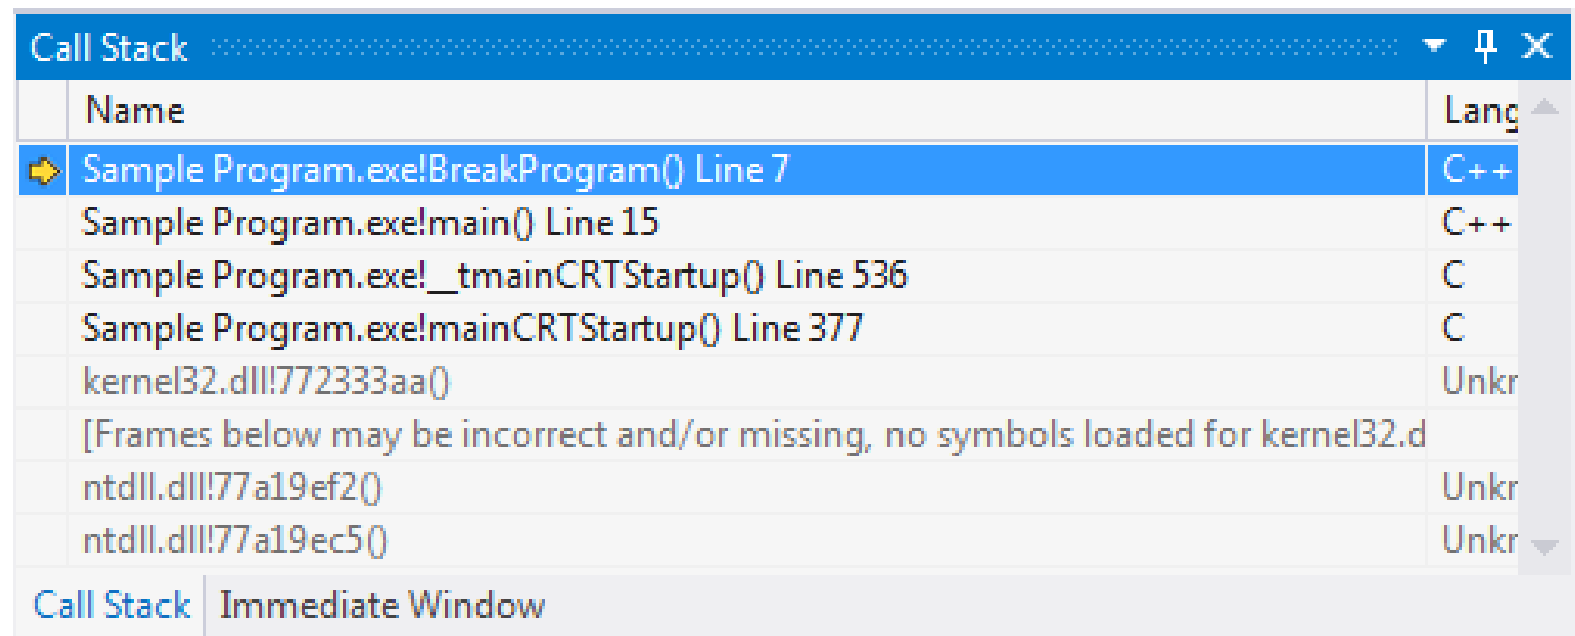 Call Stack
Name Lang
Sample Program.exe!BreakProgram() Line 7 C++
Sample Program.exe!main() Line 15 C++
Sample Program.exe!__tmainCRTStartup() Line 536 C
Sample Program.exe!mainCRTStartup() Line 377 C
kernel32.dll!772333aa() Unkr
[Frames below may be incorrect and/or missing, no symbols loaded for kernel32.d
ntdll.dll!77a19ef2() Unkr
ntdll.dll!77a19ec5() Unkr
Call Stack Immediate Window